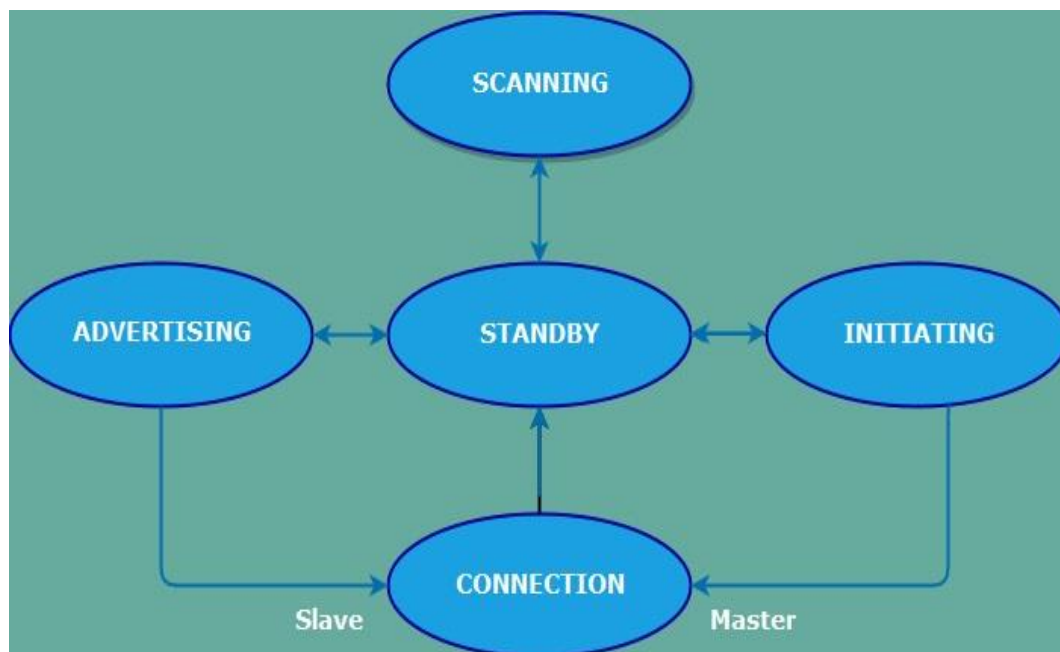 SCANNING
ADVERTISING
STANDBY
INITIATING
CONNECTION
Slave
Master